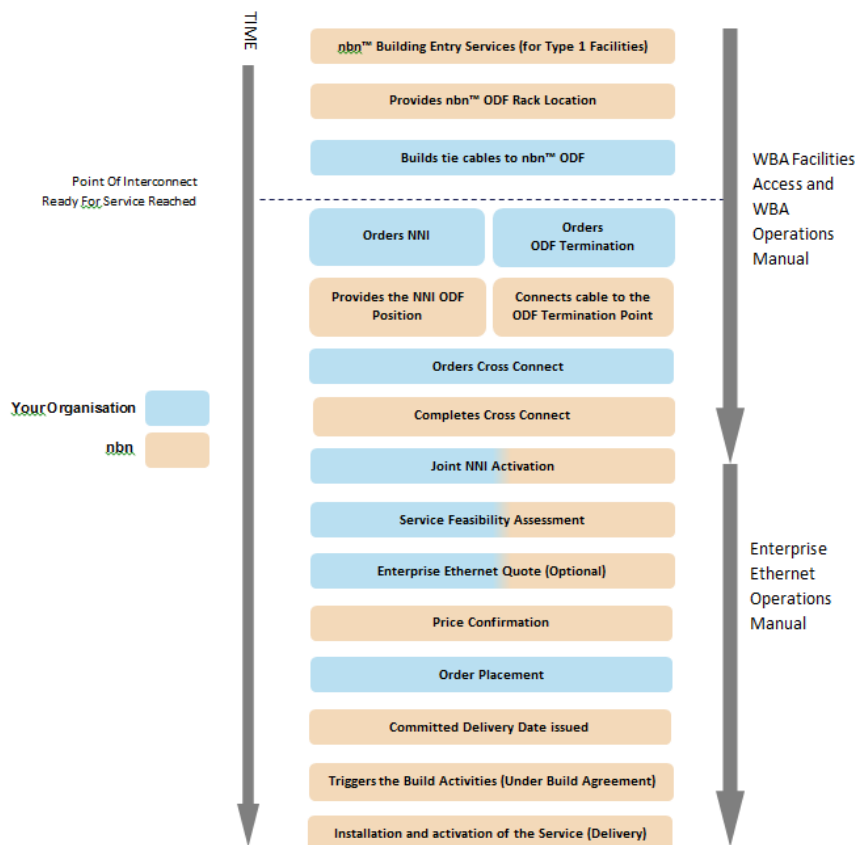 TIME
nbn™ Building Entry Services (for Type 1 Facilities)
Provides nbn™ ODF Rack Location
Builds tie cables to nbn™ ODF
Point Of Interconnect
Ready For Service Reached
WBA Facilities
Access and
WBA
Operations
Manual
Orders NNI
Orders
ODF Termination
Provides the NNI ODF
Position
Connects cable to the
ODF Termination Point
Orders Cross Connect
Your Organisation
Completes Cross Connect
nbn
Joint NNI Activation
Service Feasibility Assessment
Enterprise Ethernet Quote (Optional)
Enterprise
Ethernet
Operations
Manual
Price Confirmation
Order Placement
Committed Delivery Date issued
Triggers the Build Activities (Under Build Agreement)
Installation and activation of the Service (Delivery)